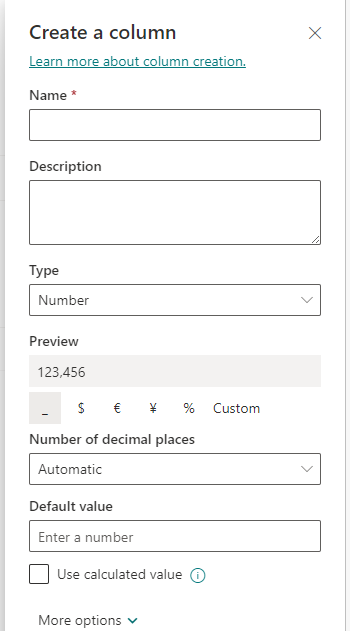 Create a column
Learn more about column creation.
Name *
Description
Type
Number
Preview
123,456
_ $ € ¥ % Custom
Number of decimal places
Automatic
Default value
Enter a number
Use calculated value
More options